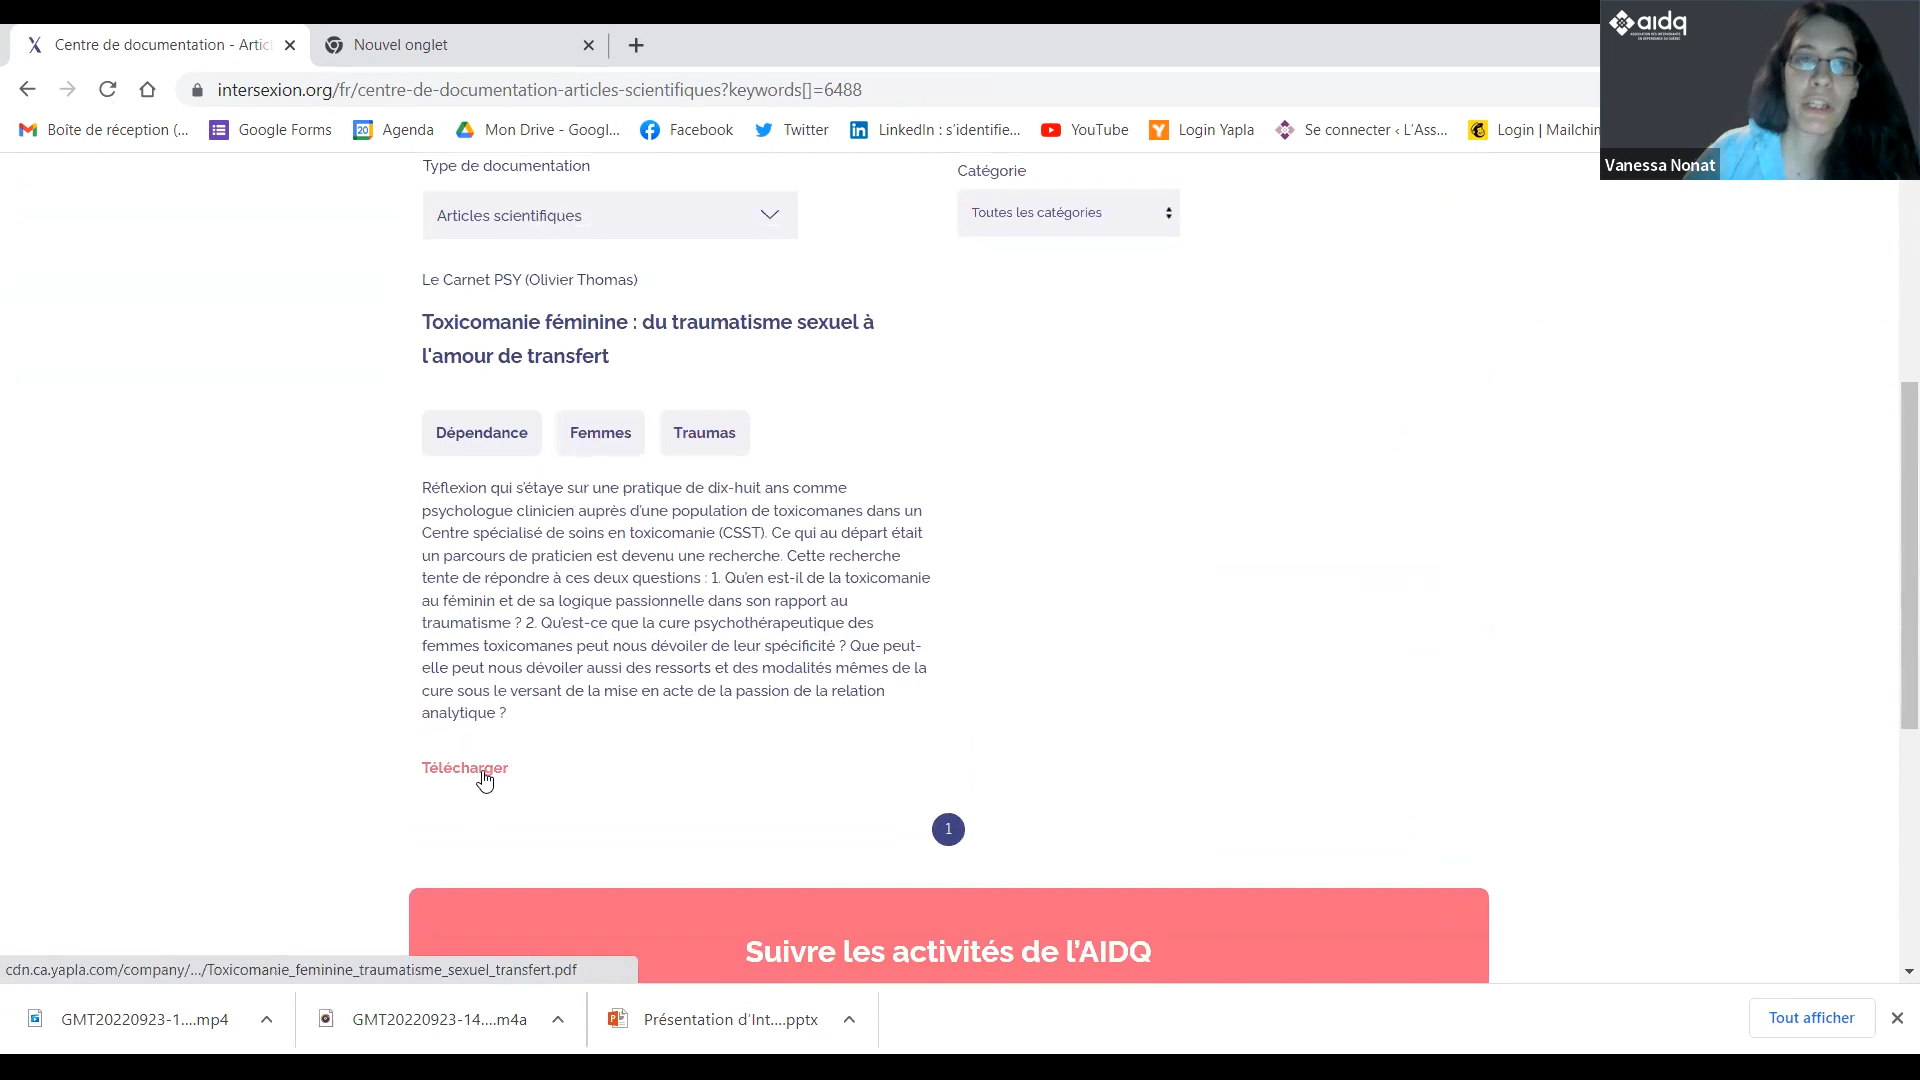 Centre de documentation - Artic
Nouvel onglet
intersexion.org/fr/centre-de-documentation-articles-scientifiques?keywords[]=6488
Boîte de réception (...
Google Forms
Agenda
Mon Drive - Googl...
Facebook
Twitter
LinkedIn : s'identifie...
YouTube
Login Yapla
Se connecter ‹ L'Ass...
Login | Mailchim
aidq
Vanessa Nonat
Type de documentation
Catégorie
Articles scientifiques
Toutes les catégories
Le Carnet PSY (Olivier Thomas)
Toxicomanie féminine : du traumatisme sexuel à
l'amour de transfert
Dépendance
Femmes
Traumas
Réflexion qui s'étaye sur une pratique de dix-huit ans comme
psychologue clinicien auprès d'une population de toxicomanes dans un
Centre spécialisé de soins en toxicomanie (CSST). Ce qui au départ était
un parcours de praticien est devenu une recherche. Cette recherche
tente de répondre à ces deux questions : 1. Qu'en est-il de la toxicomanie
au féminin et de sa logique passionnelle dans son rapport au
traumatisme ? 2. Qu'est-ce que la cure psychothérapeutique des
femmes toxicomanes peut nous dévoiler de leur spécificité ? Que peut-
elle peut nous dévoiler aussi des ressorts et des modalités mêmes de la
cure sous le versant de la mise en acte de la passion de la relation
analytique ?
Télécharger
1
Suivre les activités de l'AIDQ
cdn.ca.yapla.com/company/.../Toxicomanie_feminine_traumatisme_sexuel_transfert.pdf
GMT20220923-1....mp4
GMT20220923-14....m4a
Présentation d'Int....pptx
Tout afficher